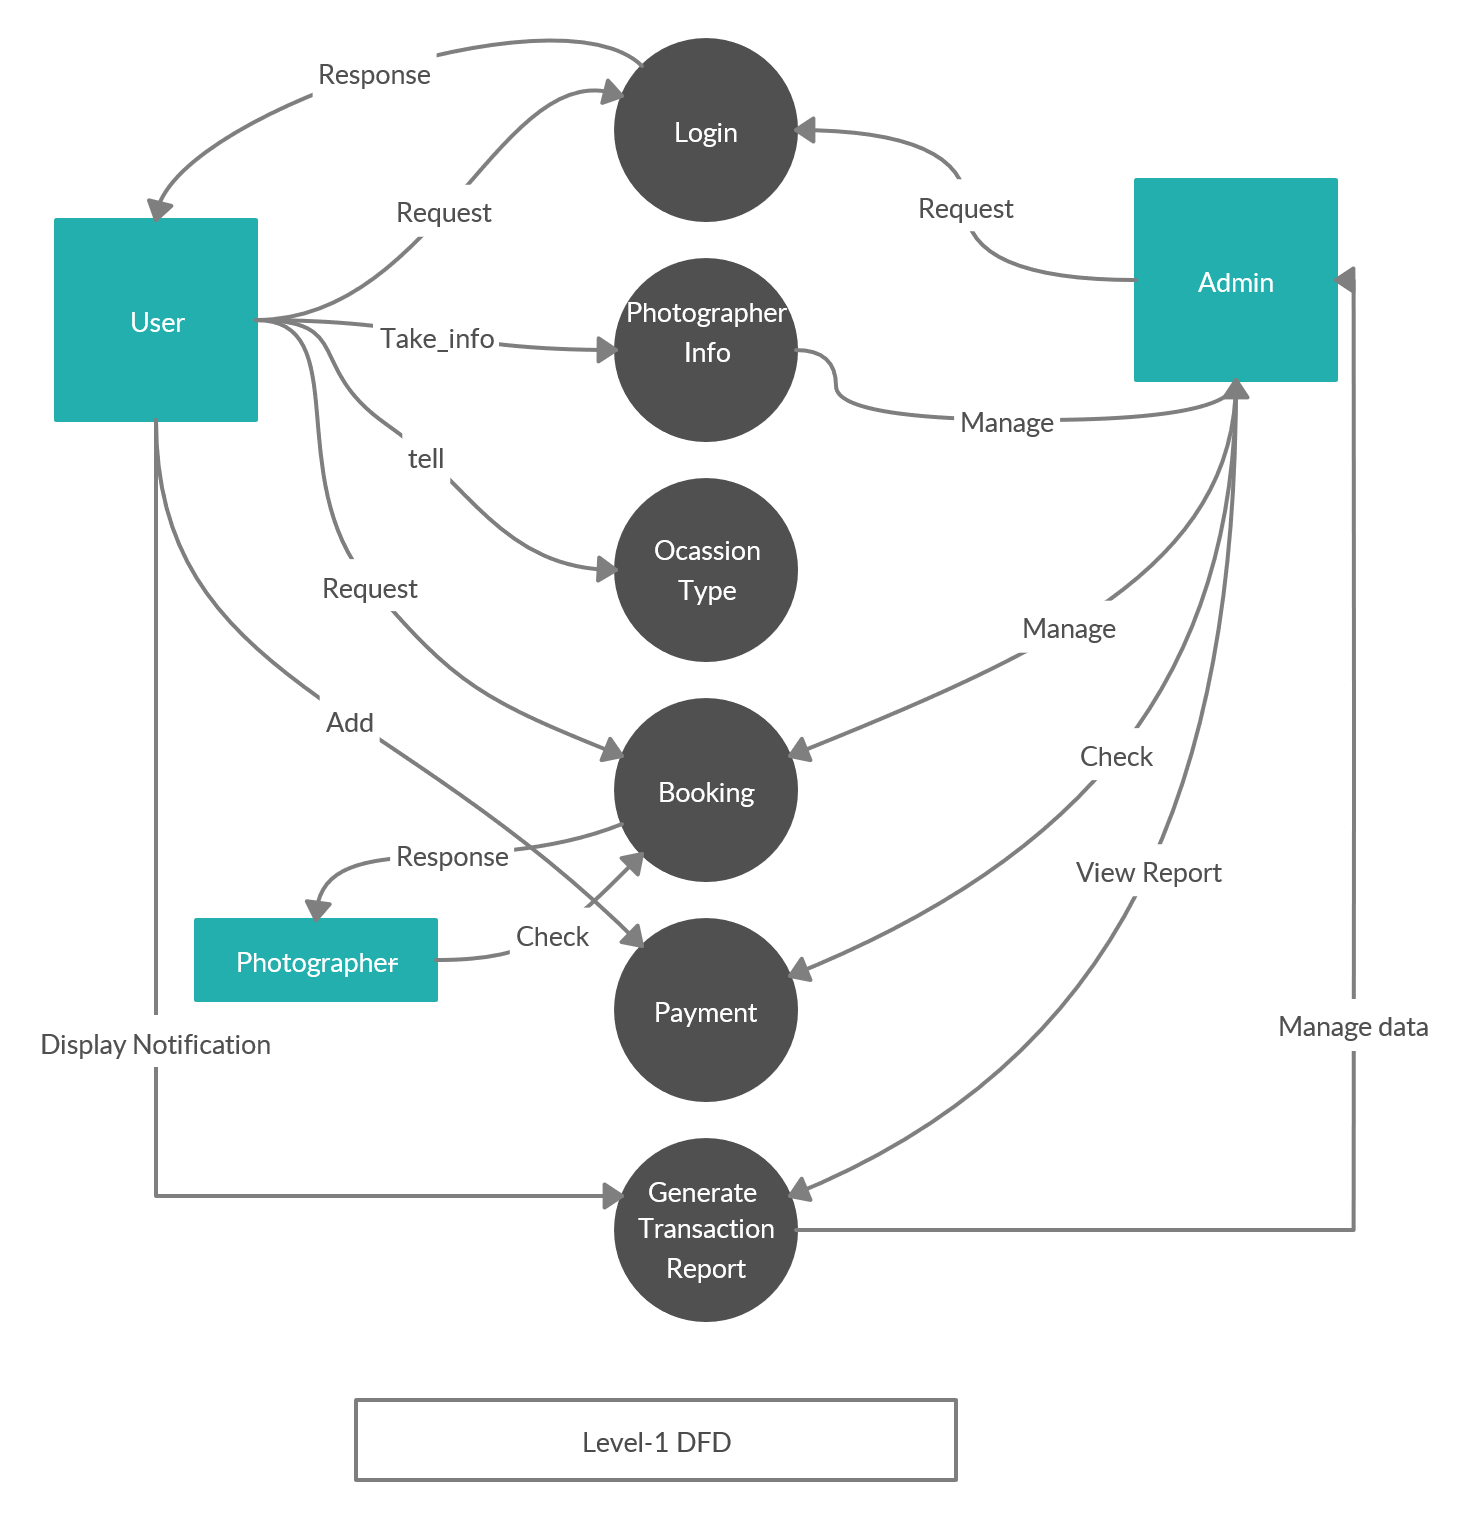 Response
Login
Request
Request
User
Admin
Photographer
Info
Take_info
Manage
tell
Ocassion
Type
Request
Manage
Add
Check
Booking
Response
View Report
Check
Photographer
Payment
Display Notification
Manage data
Generate
Transaction
Report
Level-1 DFD